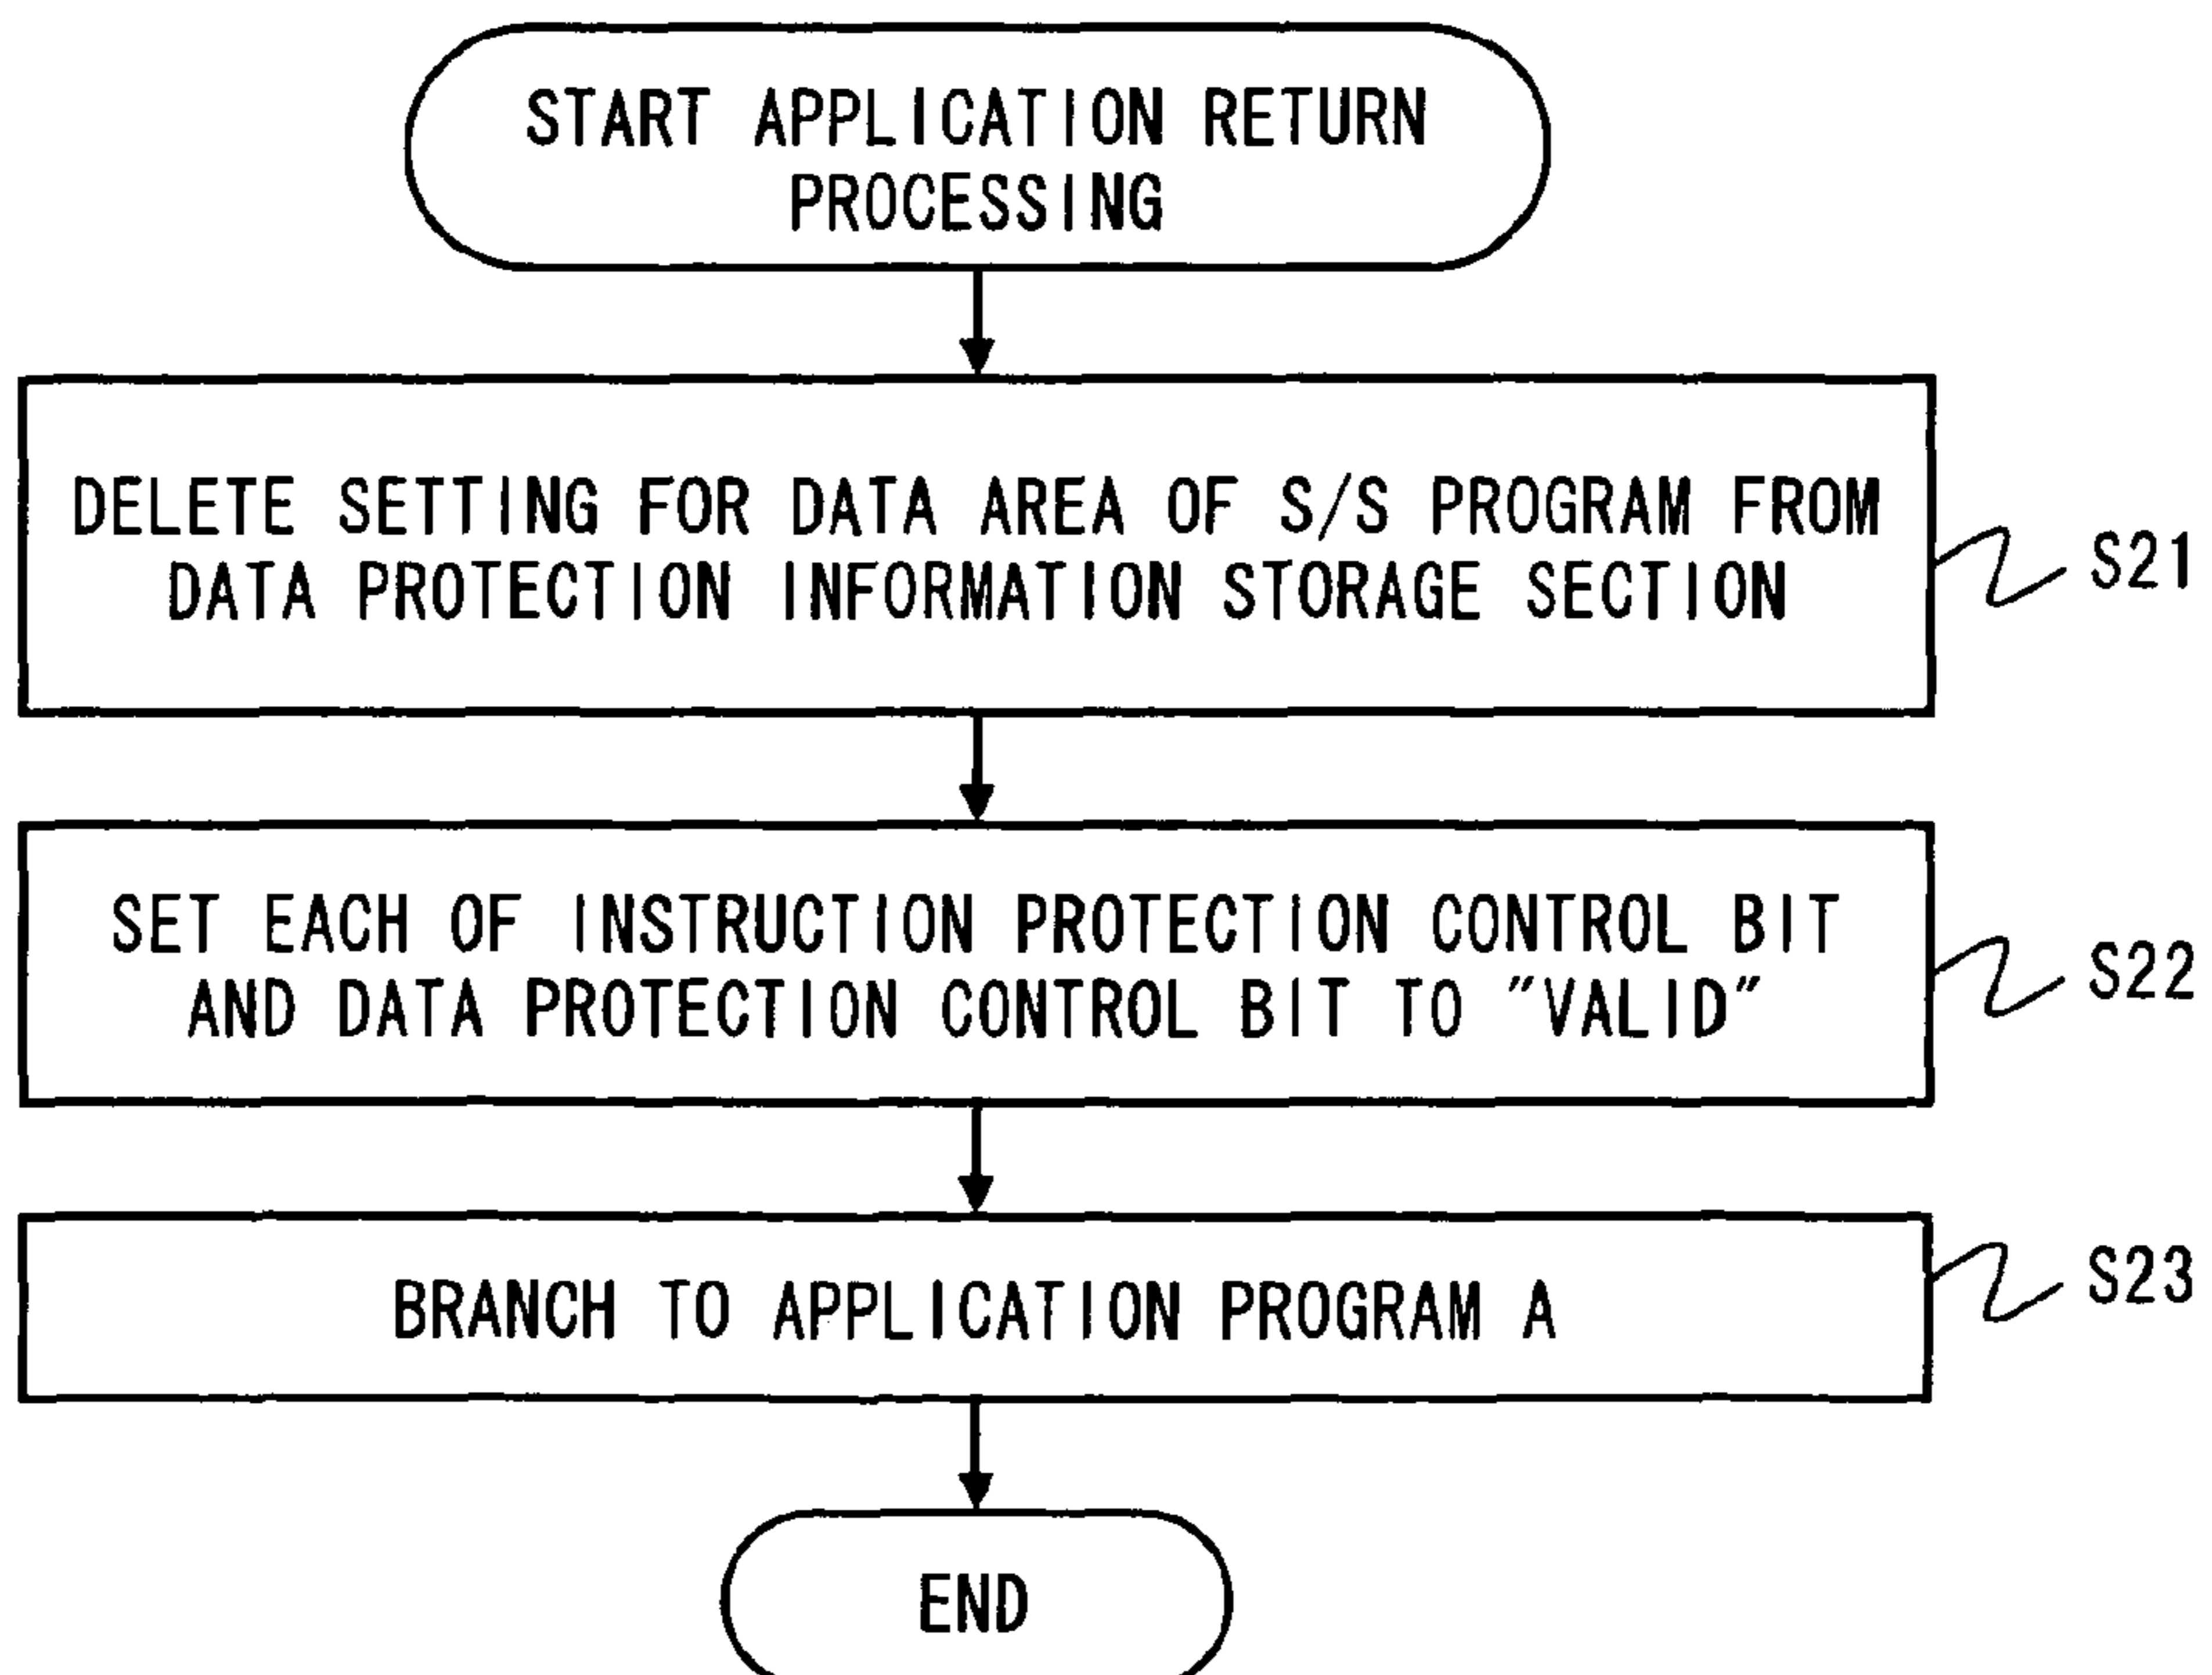 START APPLICATION RETURN
PROCESSING
DELETE SETTING FOR DATA AREA OF S/S PROGRAM FROM
DATA PROTECTION INFORMATION STORAGE SECTION
S21
SET EACH OF INSTRUCTION PROTECTION CONTROL BIT
AND DATA PROTECTION CONTROL BIT TO "VALID"
S22
BRANCH TO APPLICATION PROGRAM A
S23
END